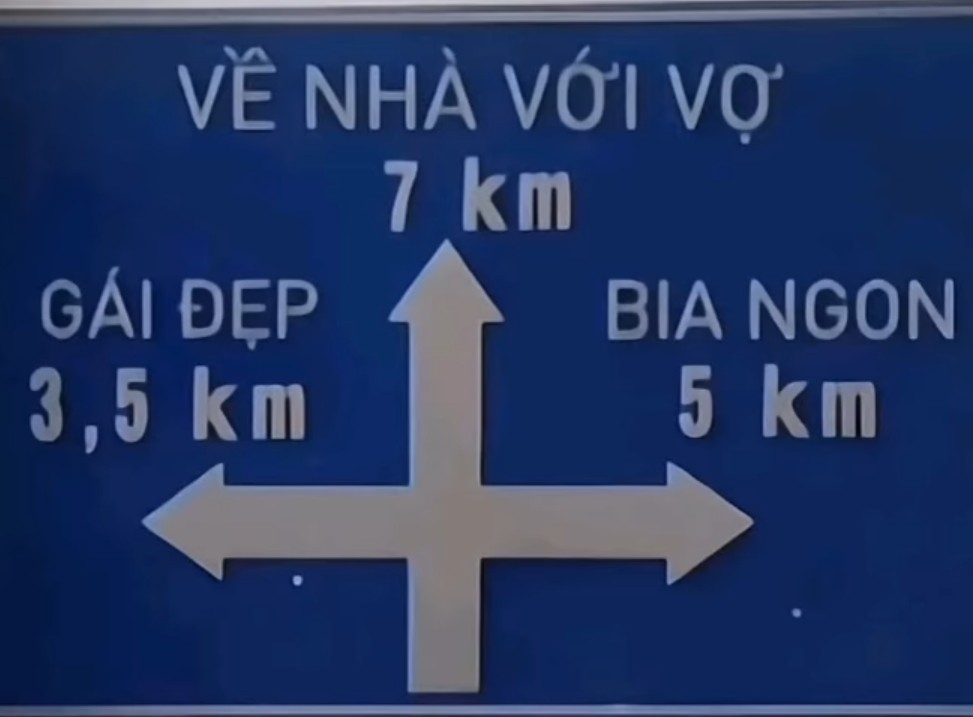 VỀ NHÀ VỚI VỢ
7 km
GÁI ĐẸP
3,5 km
BIA NGON
5 km